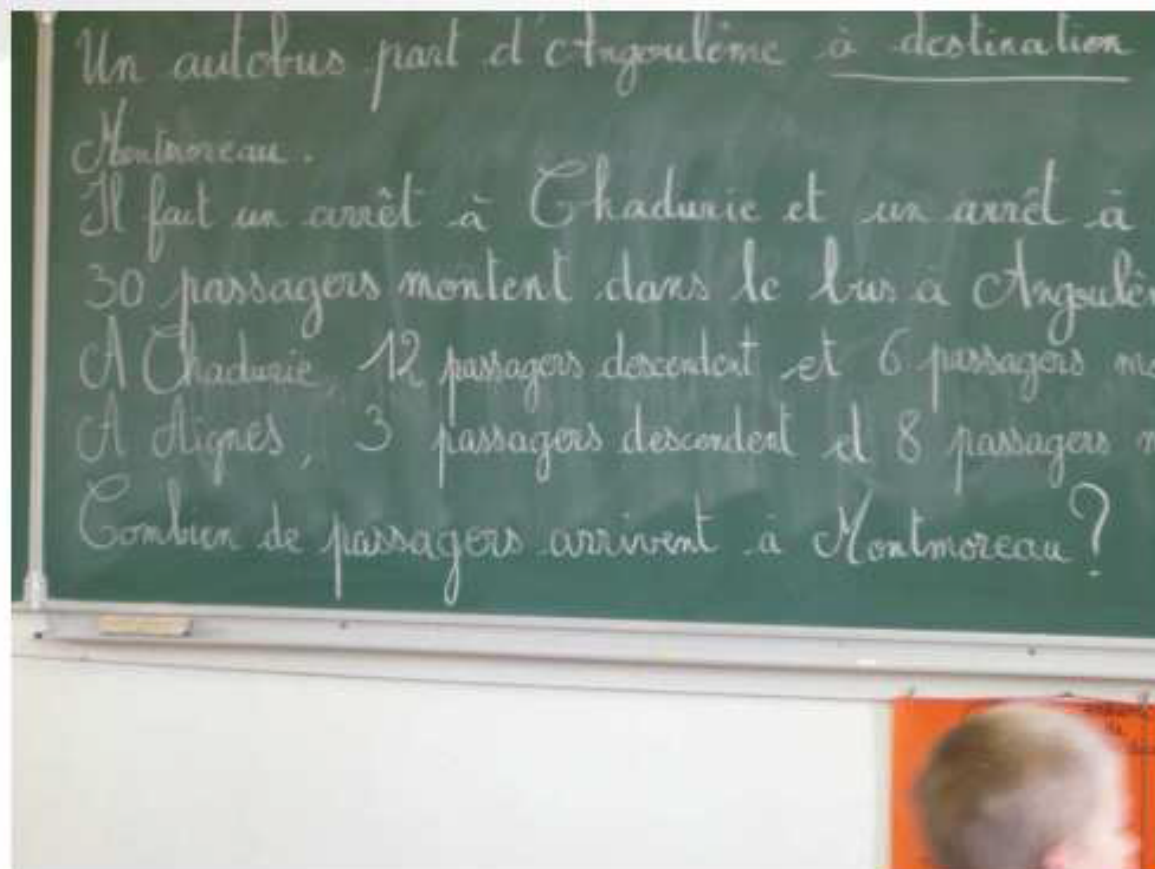 Un autobus part d'Angoulême à destination
Montmoreau.
Il fait un arrêt à Chadurie et un arrêt à
30 passagers montent dans le bus à Angoulêm
A Chadurie, 12 passagers descendent et 6 passagers mo
A Aignes, 3 passagers descendent et 8 passagers m
Combien de passagers arrivent à Montmoreau ?